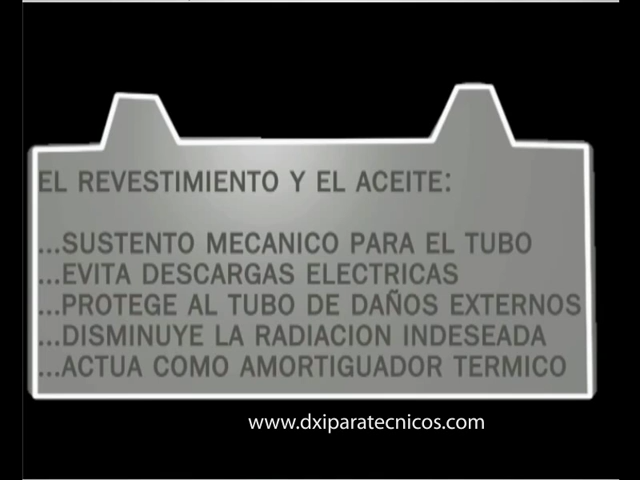 EL REVESTIMIENTO Y EL ACEITE:
...SUSTENTO MECANICO PARA EL TUBO
...EVITA DESCARGAS ELECTRICAS
...PROTEGE AL TUBO DE DAÑOS EXTERNOS
...DISMINUYE LA RADIACION INDESEADA
...ACTUA COMO AMORTIGUADOR TERMICO
www.dxiparatecnicos.com